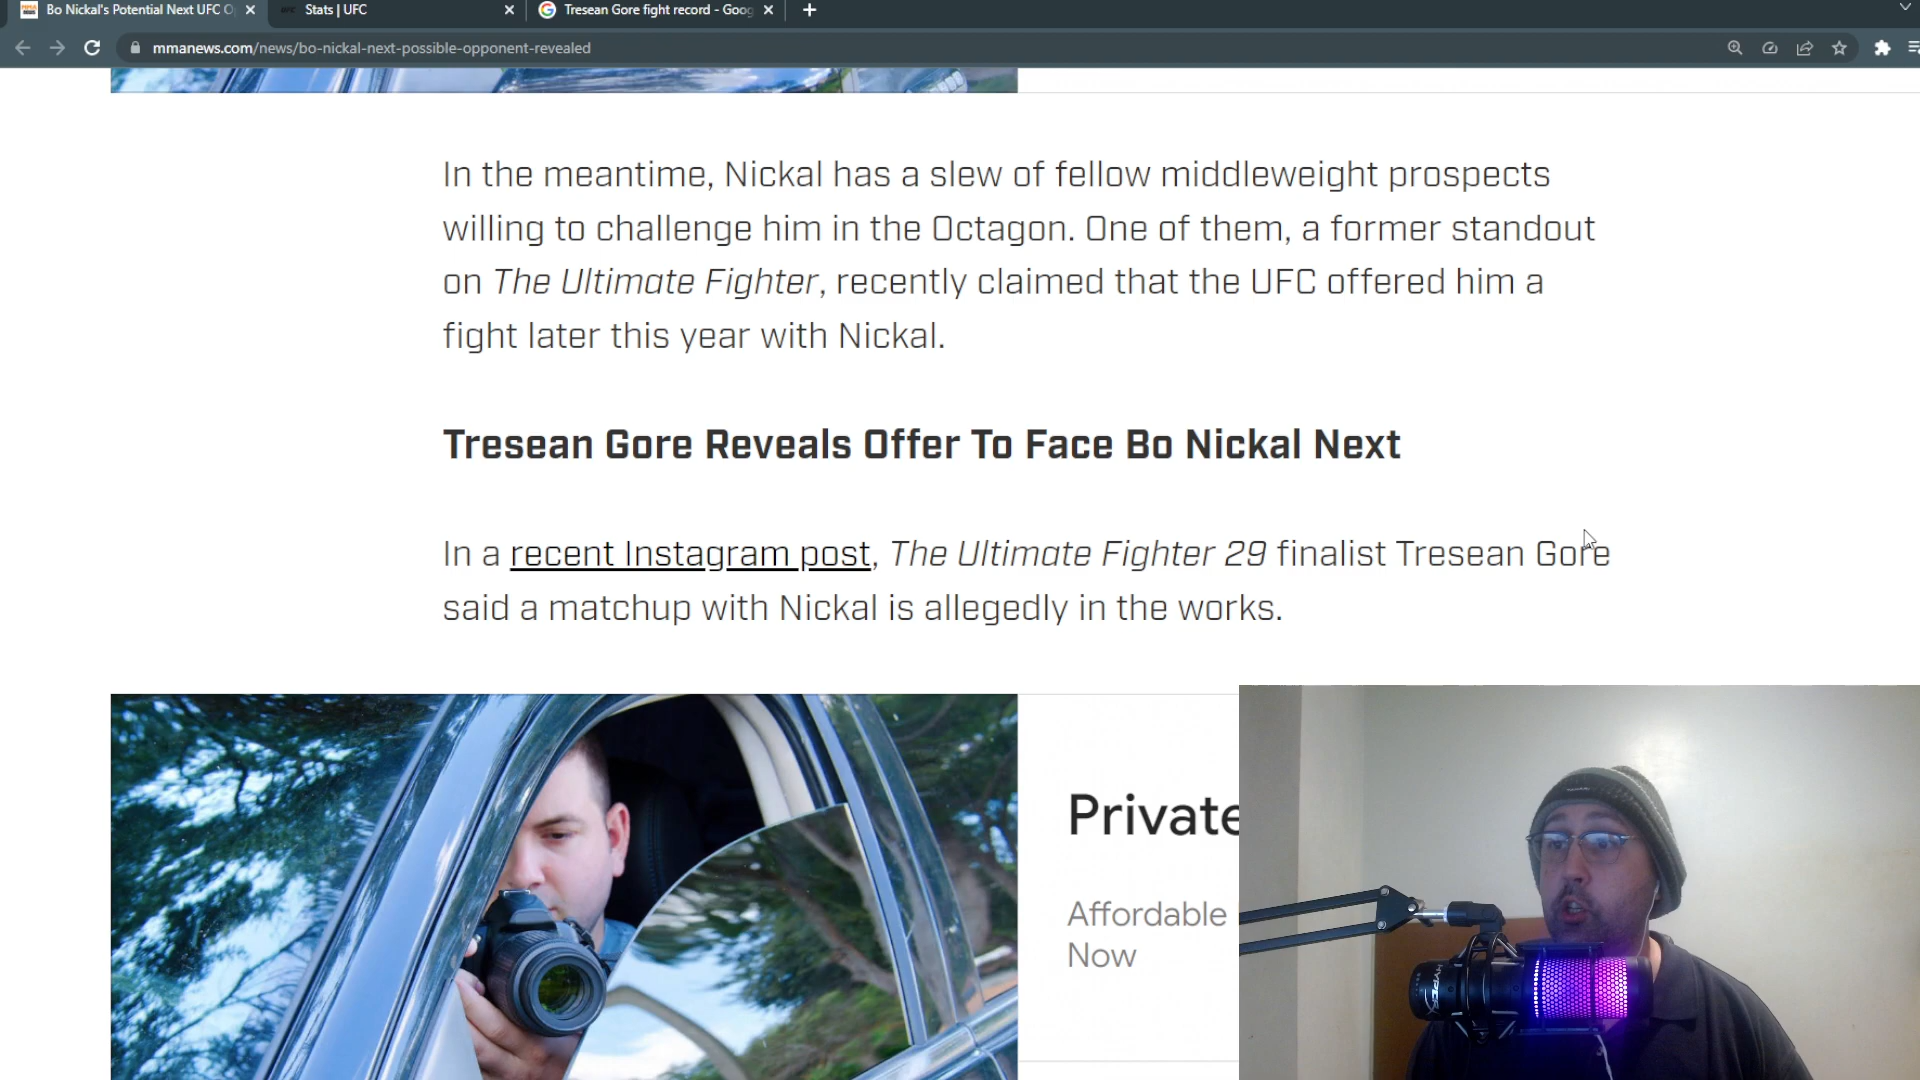 Bo Nickal's Potential Next UFC O
Stats | UFC
Tresean Gore fight record - Goog
mmanews.com/news/bo-nickal-next-possible-opponent-revealed
In the meantime, Nickal has a slew of fellow middleweight prospects
willing to challenge him in the Octagon. One of them, a former standout
on The Ultimate Fighter, recently claimed that the UFC offered him a
fight later this year with Nickal.
Tresean Gore Reveals Offer To Face Bo Nickal Next
In a recent Instagram post, The Ultimate Fighter 29 finalist Tresean Gore
said a matchup with Nickal is allegedly in the works.
Private
Affordable
Now
HYPERX